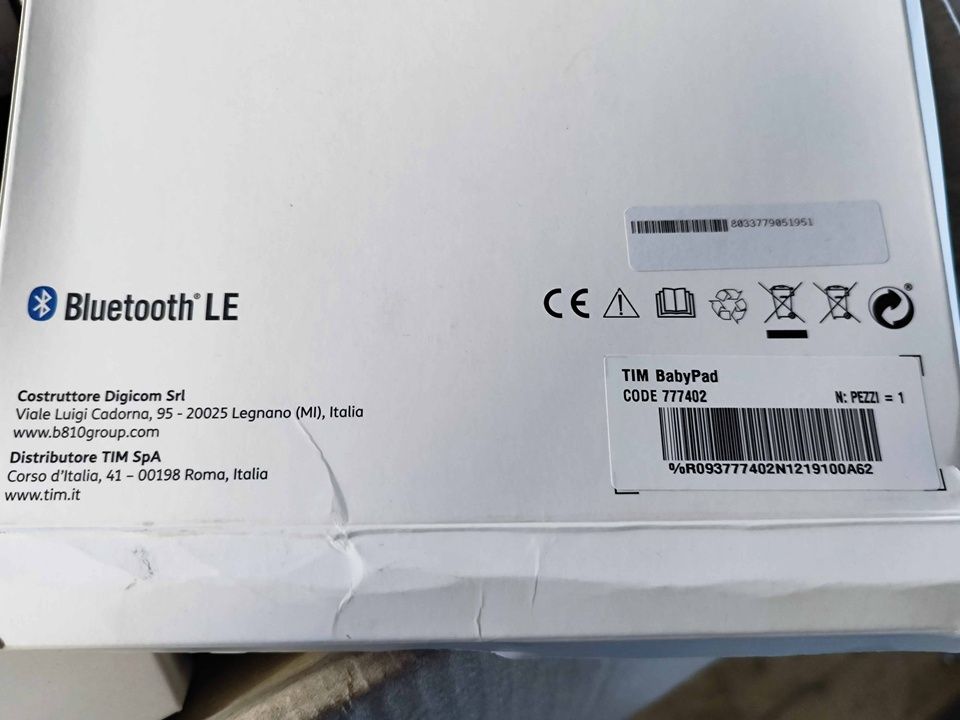 8033779051951
Bluetooth® LE
CE
TIM BabyPad
CODE 777402 N: PEZZI = 1
%R093777402N1219100A62
Costruttore Digicom Srl
Viale Luigi Cadorna, 95 - 20025 Legnano (MI), Italia
www.b810group.com
Distributore TIM SpA
Corso d'Italia, 41 – 00198 Roma, Italia
www.tim.it